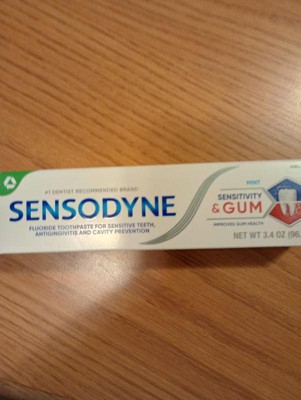 #1 DENTIST RECOMMENDED BRAND
SENSODYNE
FLUORIDE TOOTHPASTE FOR SENSITIVE TEETH,
ANTIGINGIVITIS AND CAVITY PREVENTION
MINT
SENSITIVITY
& GUM
IMPROVES GUM HEALTH
NET WT 3.4 OZ (96.